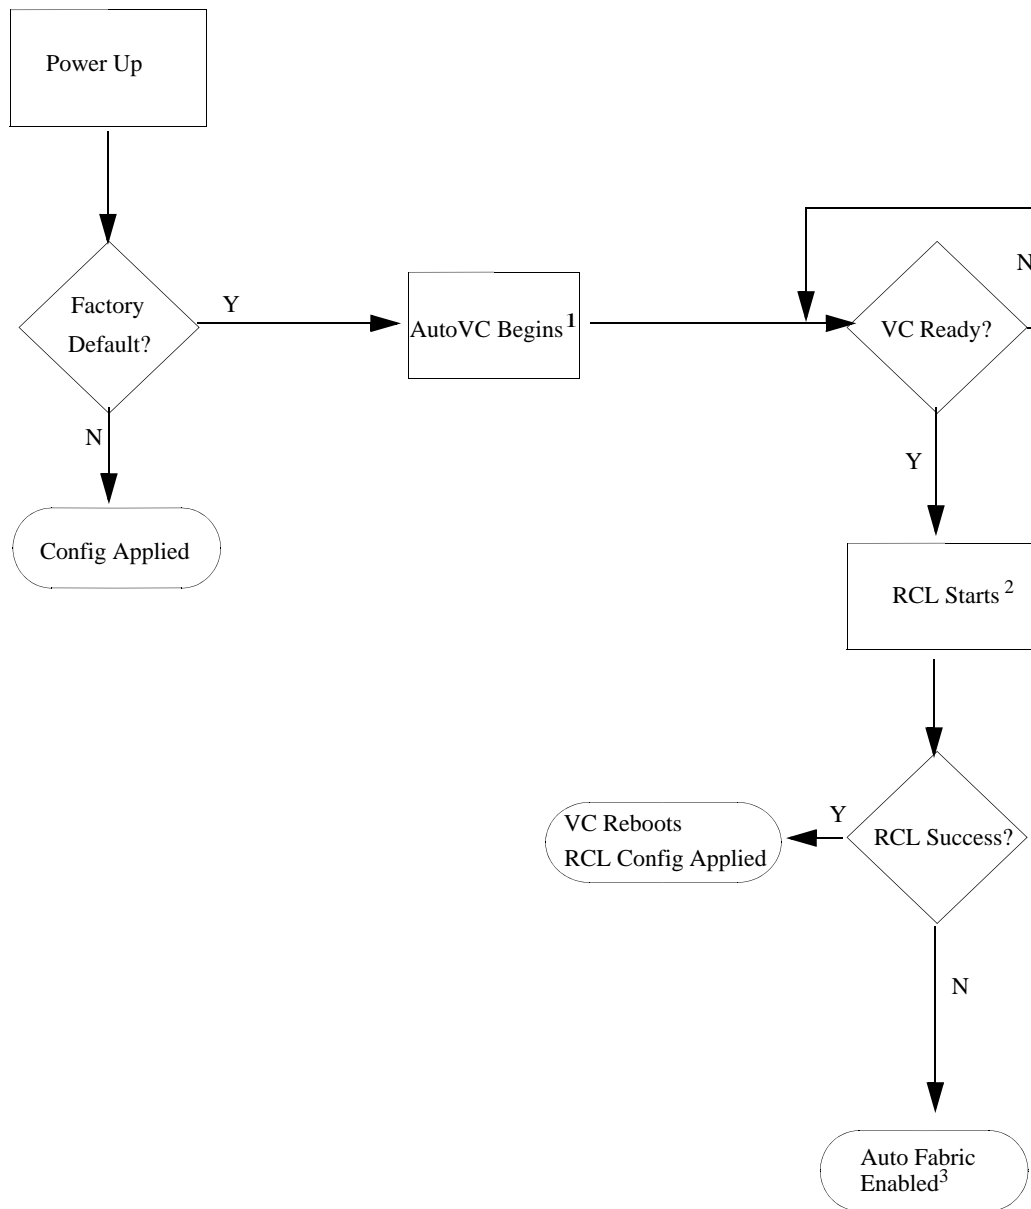 Power Up
Factory
Default?
Y
N
Config Applied
AutoVC Begins1
VC Ready?
N
Y
RCL Starts 2
RCL Success?
Y
VC Reboots
RCL Config Applied
N
Auto Fabric
Enabled3